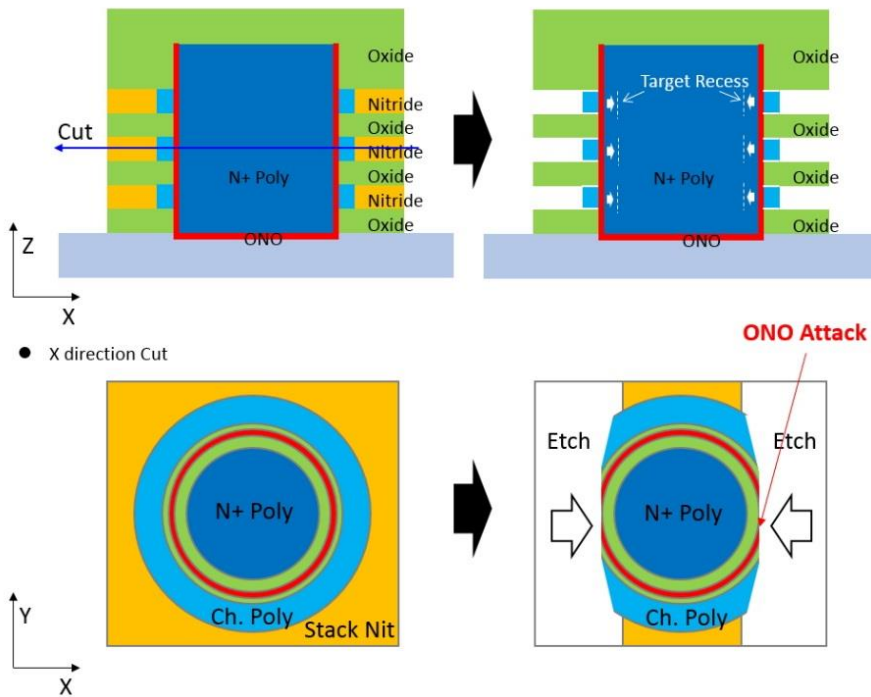 Oxide
Nitride
Oxide
Nitride
Oxide
Nitride
Oxide
Cut
N+ Poly
ONO
Z
X
Target Recess
Oxide
Oxide
Oxide
Oxide
N+ Poly
ONO
● X direction Cut
ONO Attack
N+ Poly
Ch. Poly
Stack Nit
Y
X
Etch
Etch
N+ Poly
Ch. Poly